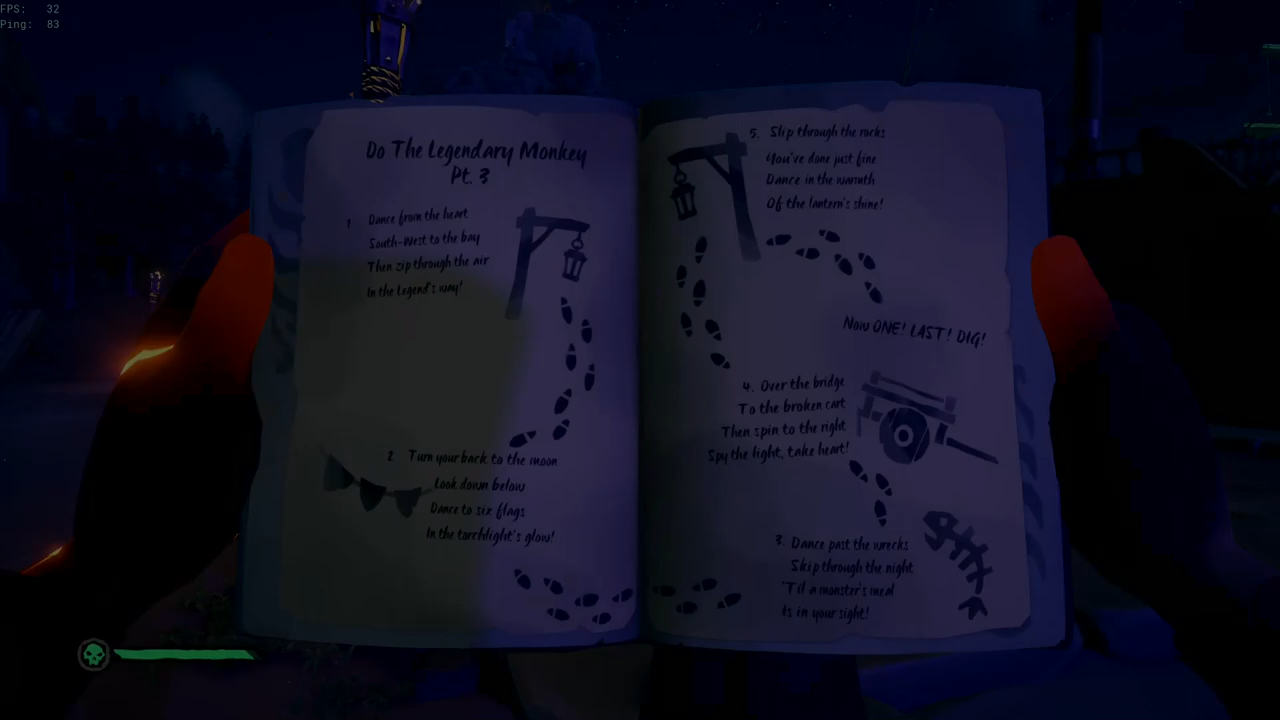 FPS: 32
Ping: 83
Do The Legendary Monkey
Pt. 3
1 Dance from the heart
South-West to the bay
Then zip through the air
In the Legend's way!
2 Turn your back to the moon
Look down below
Dance to six flags
In the torchlight's glow!
3. Dance past the wrecks
Skip through the night
'Til a monster's meal
Is in your sight!
4. Over the bridge
To the broken cart
Then spin to the right
Spy the light, take heart!
5. Slip through the rocks
You've done just fine
Dance in the warmth
Of the lantern's shine!
Now ONE! LAST! DIG!